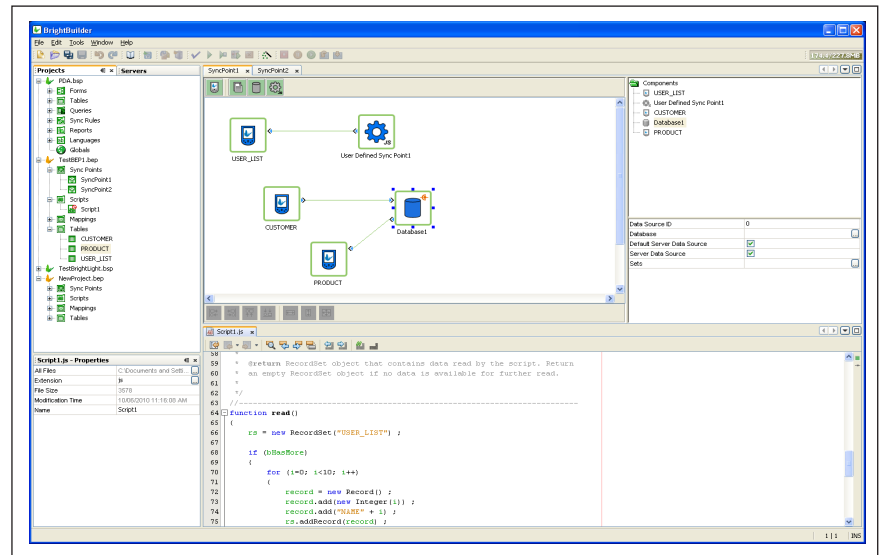 BrightBuilder
File Edit Tools Window Help
Projects
Servers
PDA.bsp
Forms
Tables
Queries
Sync Rules
Reports
Languages
Globals
TestBEP1.bep
Sync Points
SyncPoint1
SyncPoint2
Scripts
Script1
Mappings
Tables
CUSTOMER
PRODUCT
USER_LIST
TestBrightLight.bsp
NewProject.bep
Sync Points
Scripts
Mappings
Tables
SyncPoint1 SyncPoint2
USER_LIST
JS
User Defined Sync Point1
CUSTOMER
Database1
PRODUCT
Components
USER_LIST
User Defined Sync Point1
CUSTOMER
Database1
PRODUCT
Data Source ID 0
Database
Default Server Data Source
Server Data Source
Sets
Script1.js - Properties
All Files C:\Documents and Setti...
Extension js
File Size 3578
Modification Time 10/06/2010 11:16:08 AM
Name Script1
Script1.js
58 *
59 * @return RecordSet object that contains data read by the script. Return
60 * an empty RecordSet object if no data is available for further read.
61 *
62 */
63 //-----------------------------------------------------------------------------
64 function read()
65 {
66 rs = new RecordSet("USER_LIST") ;
67
68 if (bHasMore)
69 {
70 for (i=0; i<10; i++)
71 {
72 record = new Record() ;
73 record.add(new Integer(i)) ;
74 record.add("NAME" + i) ;
75 rs.addRecord(record) ;
1|1 INS